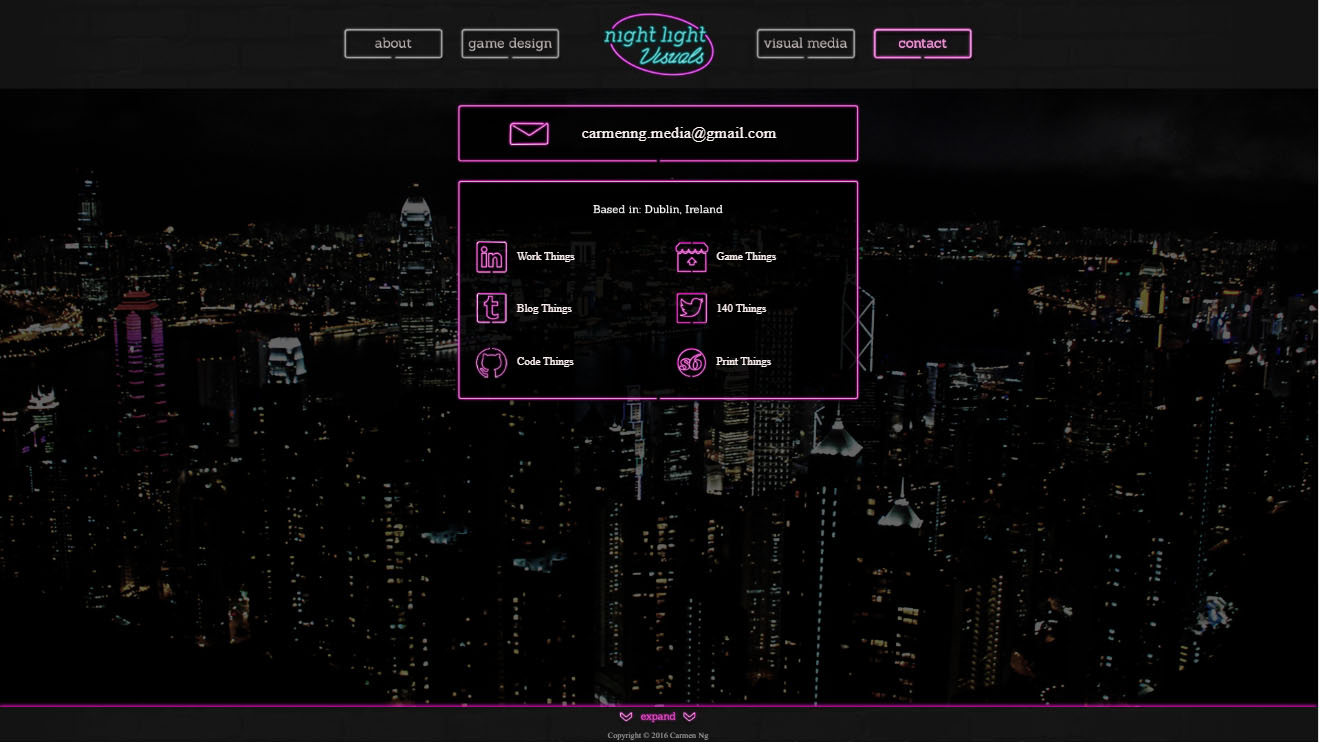 about
game design
night light
Visuals
visual media
contact
carmenng.media@gmail.com
Based in: Dublin, Ireland
Work Things
Game Things
Blog Things
140 Things
Code Things
Print Things
expand
Copyright © 2016 Carmen Ng